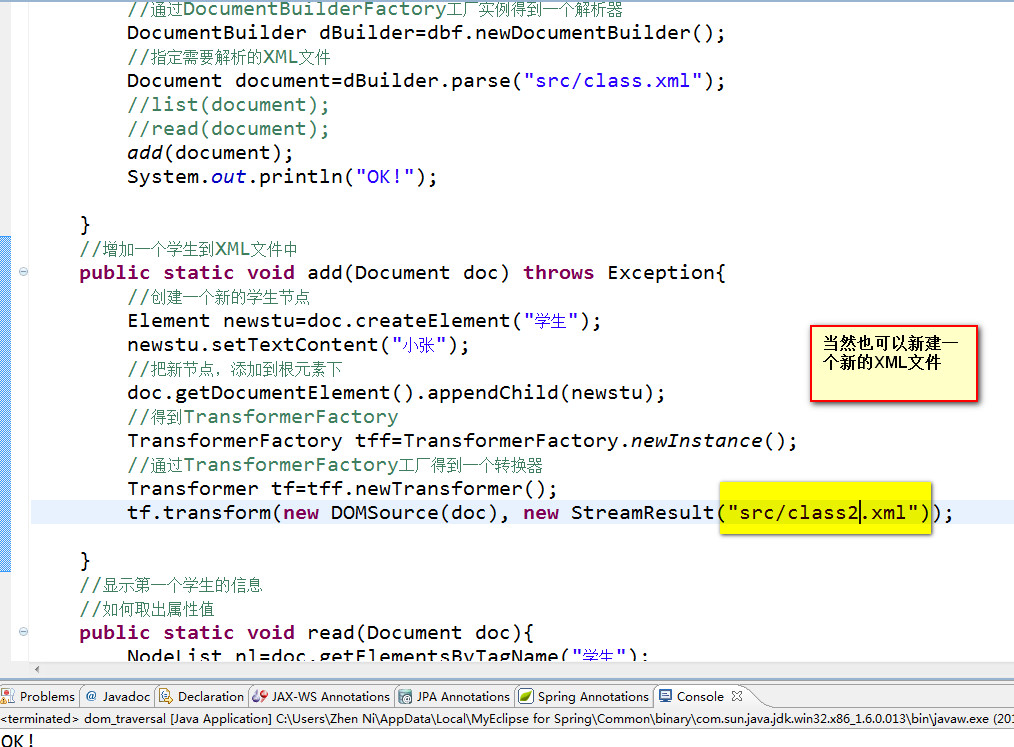 //通过DocumentBuilderFactory工厂实例得到一个解析器
DocumentBuilder dBuilder=dbf.newDocumentBuilder();
//指定需要解析的XML文件
Document document=dBuilder.parse("src/class.xml");
//list(document);
//read(document);
add(document);
System.out.println("OK!");
}
//增加一个学生到XML文件中
public static void add(Document doc) throws Exception{
//创建一个新的学生节点
Element newstu=doc.createElement("学生");
newstu.setTextContent("小张");
当然也可以新建一
个新的XML文件
//把新节点，添加到根元素下
doc.getDocumentElement().appendChild(newstu);
//得到TransformerFactory
TransformerFactory tff=TransformerFactory.newInstance();
//通过TransformerFactory工厂得到一个转换器
Transformer tf=tff.newTransformer();
tf.transform(new DOMSource(doc), new StreamResult("src/class2.xml"));
}
//显示第一个学生的信息
//如何取出属性值
public static void read(Document doc){
NodeList nl=doc.getElementsByTagName("学生");
Problems @ Javadoc Declaration JAX-WS Annotations JPA Annotations Spring Annotations Console
<terminated> dom_traversal [Java Application] C:\Users\Zhen Ni\AppData\Local\MyEclipse for Spring\Common\binary\com.sun.java.jdk.win32.x86_1.6.0.013\bin\javaw.exe (201
OK!